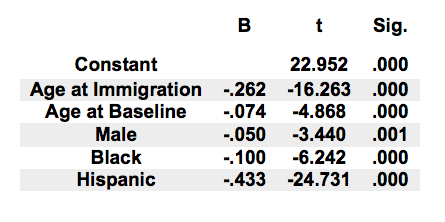 B t Sig.
Constant 22.952 .000
Age at Immigration -.262 -16.263 .000
Age at Baseline -.074 -4.868 .000
Male -.050 -3.440 .001
Black -.100 -6.242 .000
Hispanic -.433 -24.731 .000